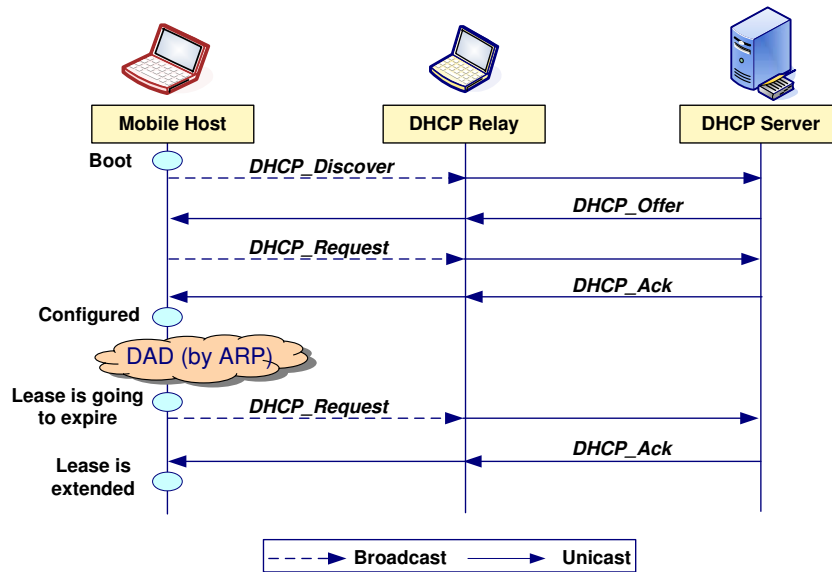 Mobile Host
DHCP Relay
DHCP Server
Boot
DHCP_Discover
DHCP_Offer
DHCP_Request
DHCP_Ack
Configured
DAD (by ARP)
Lease is going
to expire
DHCP_Request
DHCP_Ack
Lease is
extended
Broadcast
Unicast